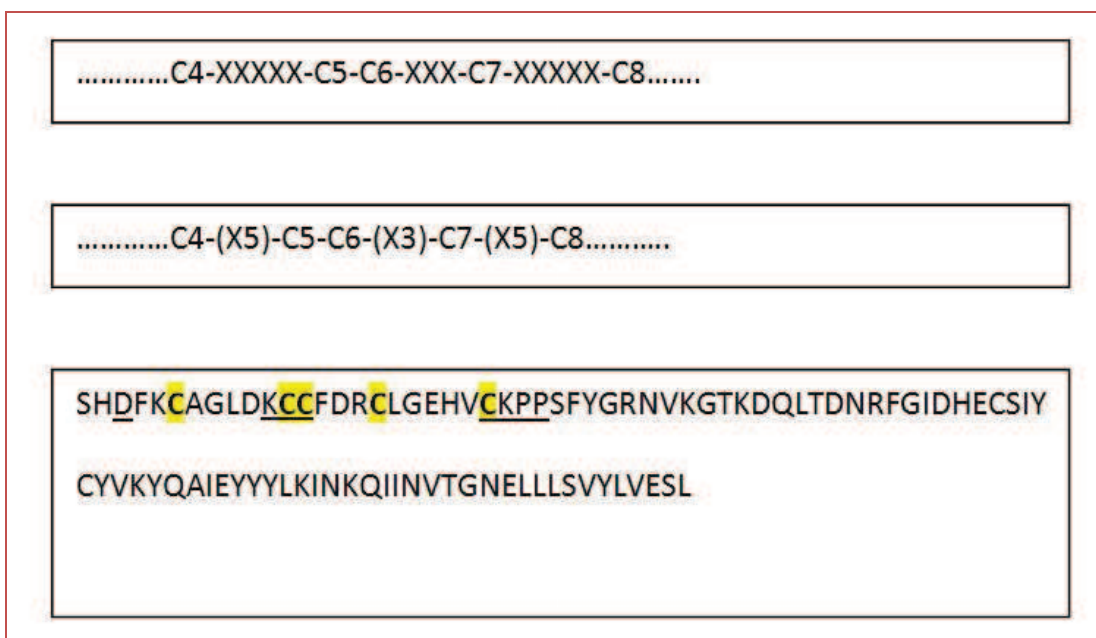 ............C4-XXXXX-C5-C6-XXX-C7-XXXXX-C8.......
............C4-(X5)-C5-C6-(X3)-C7-(X5)-C8...........
SHDFKCAGLDKCCFDRCLGEHVCKPPSFYGRNVKGTKDQLTDNRFGIDHECSIY
CYVKYQAIEYYYLKINKQIINVTGNELLLSVYLVESL